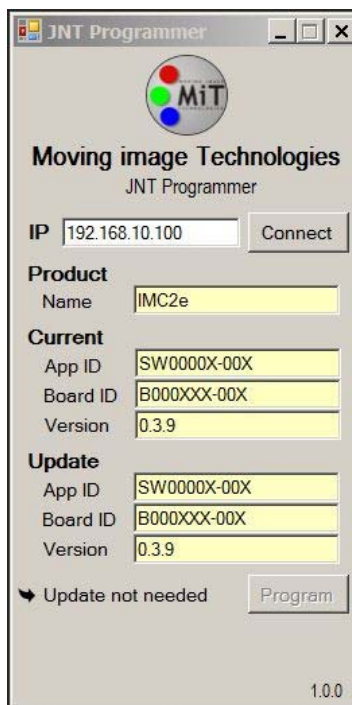 JNT Programmer
MiT
Moving image Technologies
JNT Programmer
IP 192.168.10.100 Connect
Product
Name IMC2e
Current
App ID SW0000X-00X
Board ID B000XXX-00X
Version 0.3.9
Update
App ID SW0000X-00X
Board ID B000XXX-00X
Version 0.3.9
Update not needed Program
1.0.0